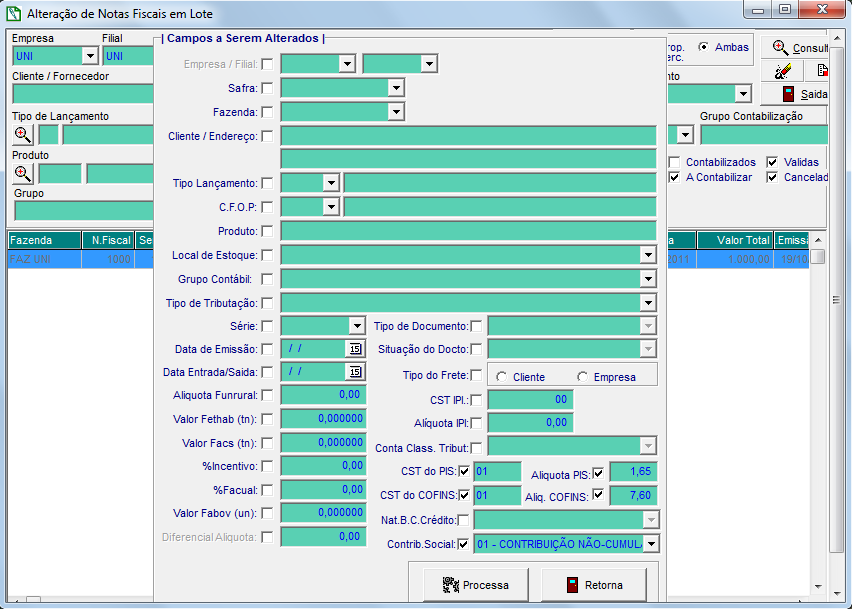 Alteração de Notas Fiscais em Lote
Empresa Filial
UNI UNI
Cliente / Fornecedor
Tipo de Lançamento
Produto
Grupo
Fazenda N.Fiscal Se
FAZ UNI 1000
| Campos a Serem Alterados |
Empresa / Filial:
Safra:
Fazenda:
Cliente / Endereço:
Tipo Lançamento:
C.F.O.P:
Produto:
Local de Estoque:
Grupo Contábil:
Tipo de Tributação:
Série: Tipo de Documento:
Data de Emissão: / / 15 Situação do Docto:
Data Entrada/Saida: / / 15 Tipo do Frete: Cliente Empresa
Aliquota Funrural: 0,00 CST IPI.: 00
Valor Fethab (tn): 0,000000 Alíquota IPI: 0,00
Valor Facs (tn): 0,000000 Conta Class. Tribut:
%Incentivo: 0,00 CST do PIS: 01 Aliquota PIS: 1,65
%Facual: 0,00 CST do COFINS: 01 Aliq. COFINS: 7,60
Valor Fabov (un): 0,000000 Nat.B.C.Crédito:
Diferencial Aliquota: 0,00 Contrib.Social: 01 - CONTRIBUIÇÃO NÃO-CUMUL
Processa Retorna
rop. Ambas
erc.
Consult
Saida
nto
Grupo Contabilização
Contabilizados Validas
A Contabilizar Cancelad
a Valor Total Emissã
2011 1.000,00 19/10/